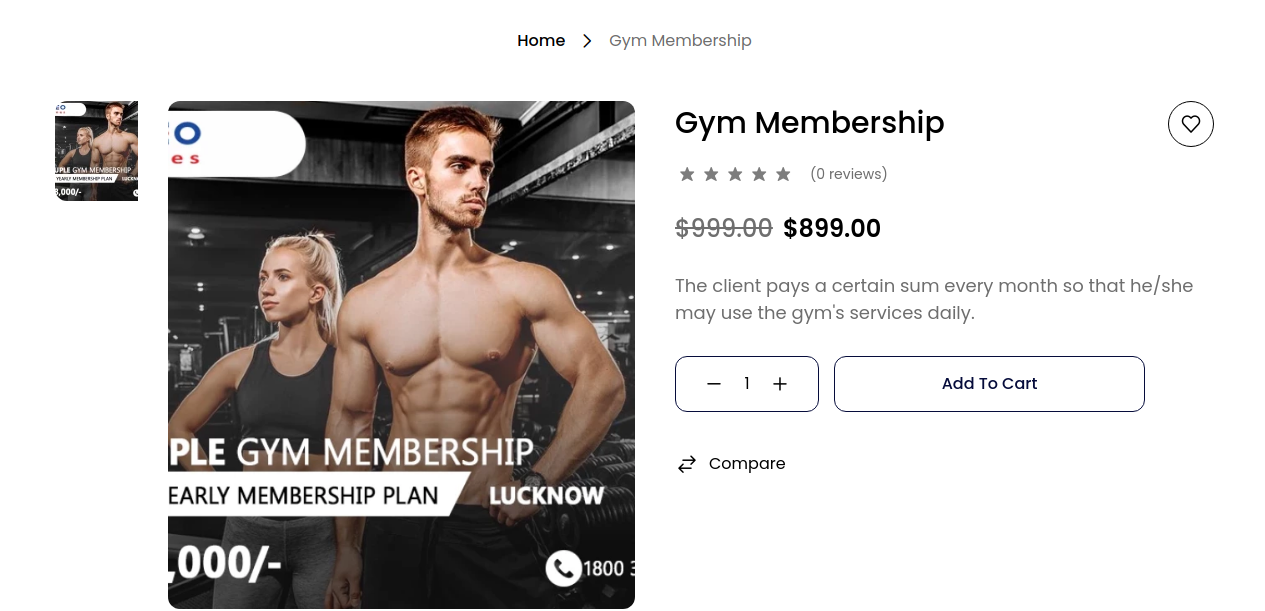 Home > Gym Membership
O
es
PLE GYM MEMBERSHIP
EARLY MEMBERSHIP PLAN LUCKNOW
,000/-
1800 3
Gym Membership
(0 reviews)
$999.00 $899.00
The client pays a certain sum every month so that he/she
may use the gym's services daily.
1
Add To Cart
Compare